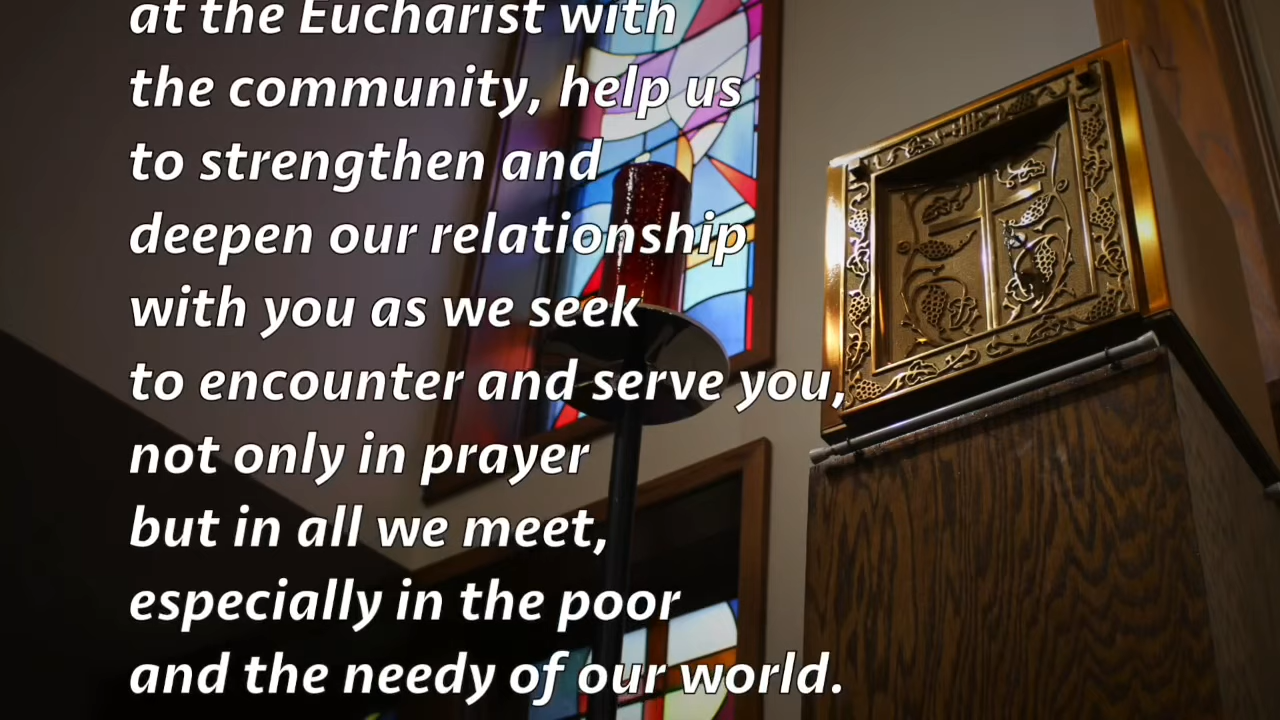 at the Eucharist with
the community, help us
to strengthen and
deepen our relationship
with you as we seek
to encounter and serve you,
not only in prayer
but in all we meet,
especially in the poor
and the needy of our world.